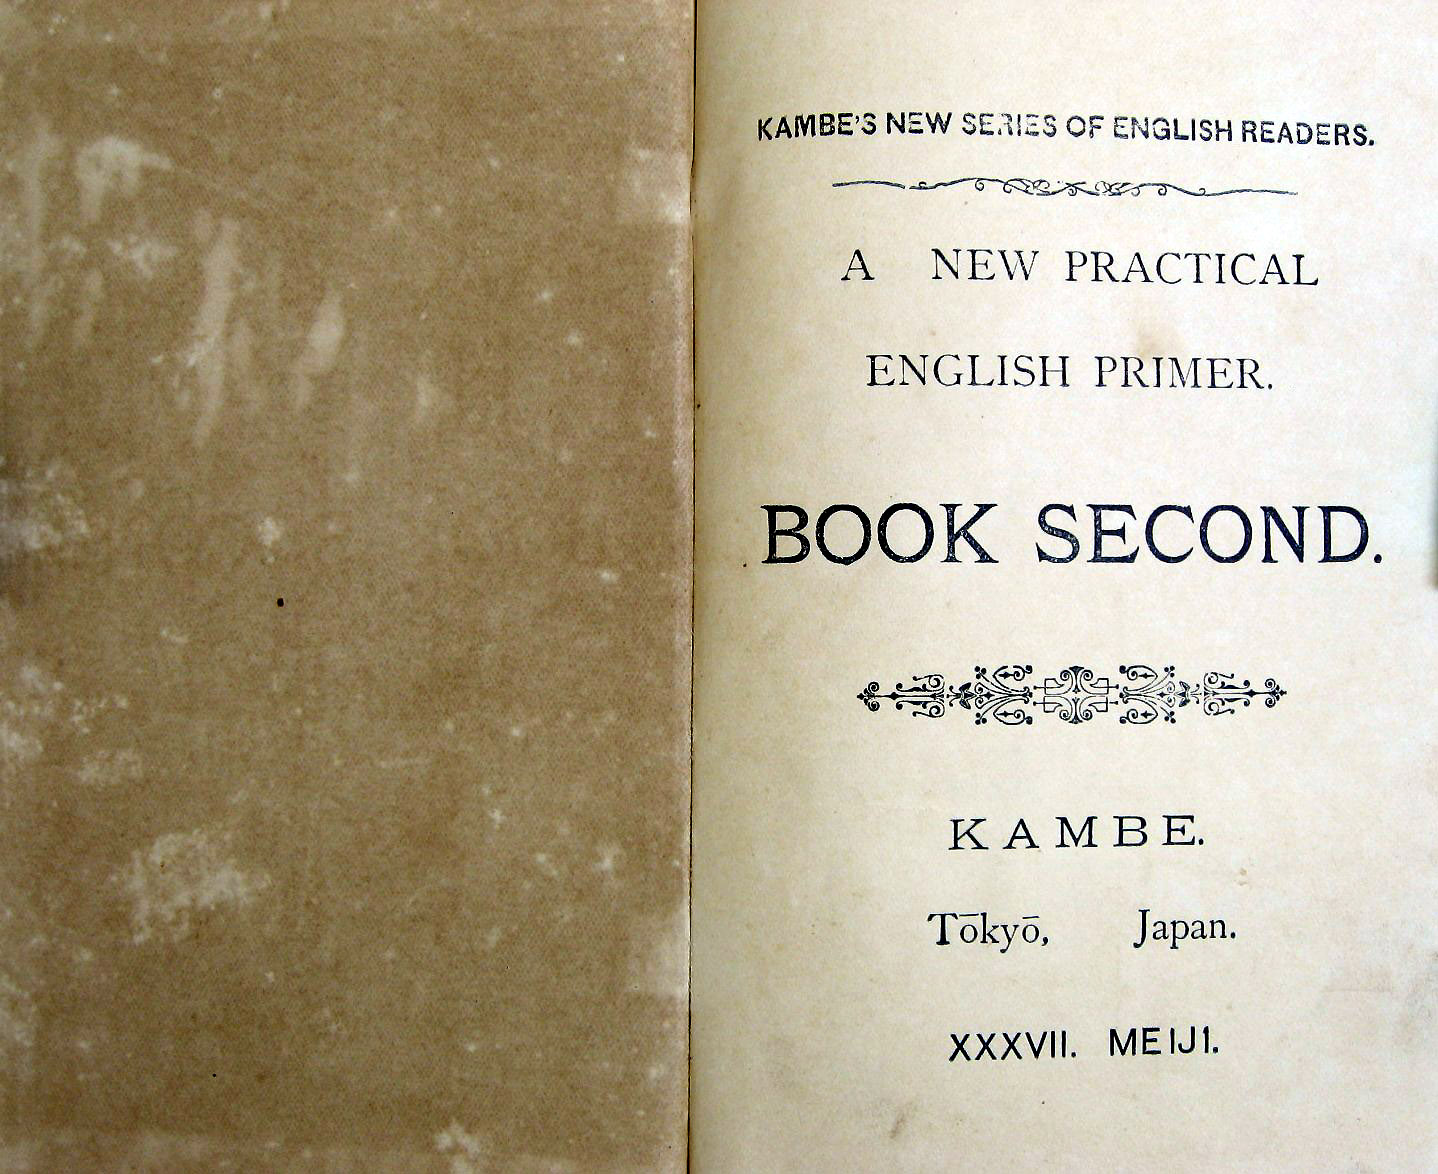 KAMBE'S NEW SERIES OF ENGLISH READERS.
A NEW PRACTICAL
ENGLISH PRIMER.
BOOK SECOND.
KAMBE.
Tōkyō, Japan.
XXXVII. MEIJI.